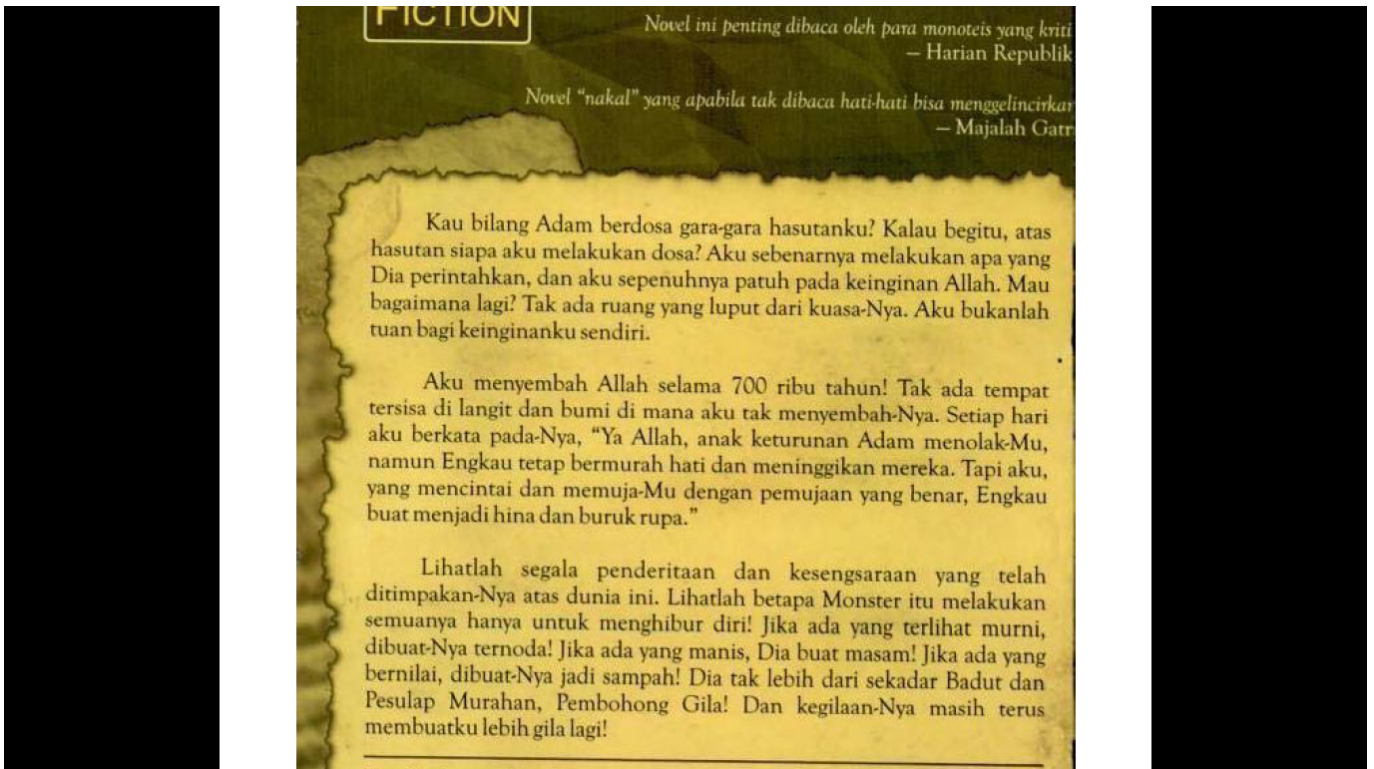 FICTION
Novel ini penting dibaca oleh para monoteis yang kriti
— Harian Republik
Novel “nakal” yang apabila tak dibaca hati-hati bisa menggelincirkan
— Majalah Gatr
Kau bilang Adam berdosa gara-gara hasutanku? Kalau begitu, atas
hasutan siapa aku melakukan dosa? Aku sebenarnya melakukan apa yang
Dia perintahkan, dan aku sepenuhnya patuh pada keinginan Allah. Mau
bagaimana lagi? Tak ada ruang yang luput dari kuasa-Nya. Aku bukanlah
tuan bagi keinginanku sendiri.
Aku menyembah Allah selama 700 ribu tahun! Tak ada tempat
tersisa di langit dan bumi di mana aku tak menyembah-Nya. Setiap hari
aku berkata pada-Nya, “Ya Allah, anak keturunan Adam menolak-Mu,
namun Engkau tetap bermurah hati dan meninggikan mereka. Tapi aku,
yang mencintai dan memuja-Mu dengan pemujaan yang benar, Engkau
buat menjadi hina dan buruk rupa.”
Lihatlah segala penderitaan dan kesengsaraan yang telah
ditimpakan-Nya atas dunia ini. Lihatlah betapa Monster itu melakukan
semuanya hanya untuk menghibur diri! Jika ada yang terlihat murni,
dibuat-Nya ternoda! Jika ada yang manis, Dia buat masam! Jika ada yang
bernilai, dibuat-Nya jadi sampah! Dia tak lebih dari sekadar Badut dan
Pesulap Murahan, Pembohong Gila! Dan kegilaan-Nya masih terus
membuatku lebih gila lagi!